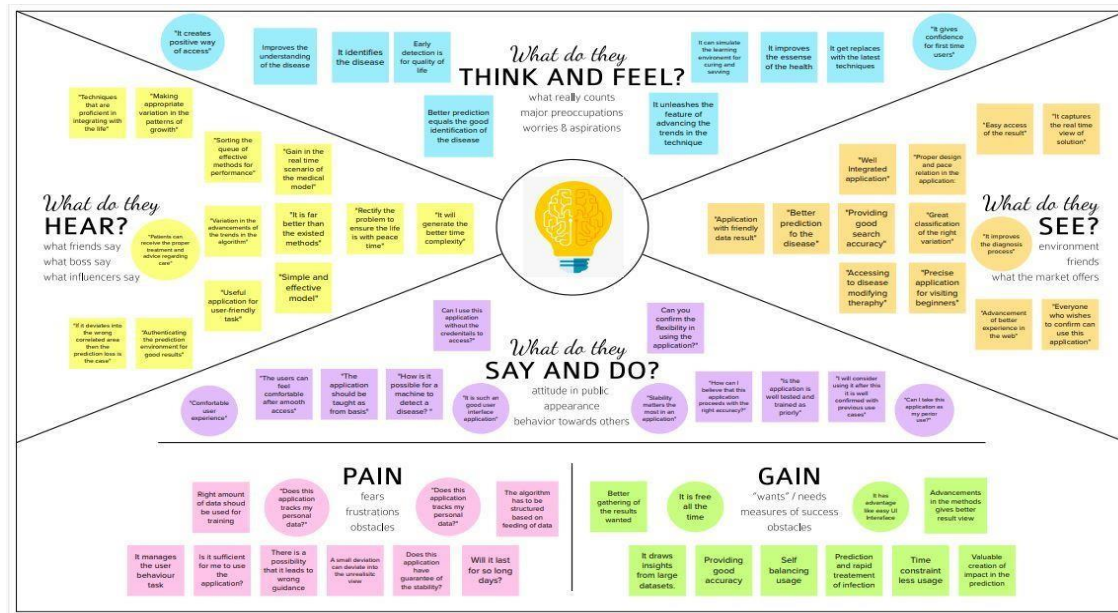 "It creates
positive way of
access"
Improves the
understanding
of the disease
It identifies
the disease
Early
detection is
for quality of
life
Better prediction
equals the good
identification of
the disease
What do they
THINK AND FEEL?
what really counts
major preoccupations
worries & aspirations
It can simulate
the learning
environment for
curing and
It improves
the essense
of the health
It get replaces
with the latest
techniques
"It gives
confidence
for first time
users"
It unleashes the
feature of
advancing the
trends in the
technique
"Techniques
that are
proficient in
integrating with
the life"
"Making
appropriate
variation in the
patterns of
growth"
"Sorting the
queue of
effective
methods for
performance"
"Gain in the
real time
scenario of
the medical
model"
What do they
HEAR?
what friends say
what boss say
what influencers say
"Patients can
receive the proper
treatment and
advice regarding
care"
"Variation in the
advancements of
the trends in the
algorithm"
"It is far
better than
the existed
methods"
"Rectify the
problem to
ensure the life
is with peace
time"
"It will
generate the
better time
complexity"
"Useful
application for
user-friendly
task"
"Simple and
effective
model"
"If it deviates into
the wrong
correlated area
then the
prediction loss is
the case"
"Authenticating
the prediction
environment for
good results"
"Easy access
of the result"
"It captures
the real time
view of
solution"
"Well
Integrated
application"
"Proper design
and pace
relation in the
application:
"Application
with friendly
data result"
"Better
prediction
fo the
disease"
"Providing
good
search
accuracy"
"Great
classification
of the right
variation"
What do they
SEE?
environment
friends
what the market offers
"It improves
the diagnosis
process"
"Accessing
to disease
modifying
theraphy"
"Precise
application
for visiting
beginners"
"Advancement
of better
experience in
the web"
"Everyone
who wishes
to confirm can
use this
application"
Can I use this
application
without the
credenitails to
access?"
What do they
SAY AND DO?
attitude in public
appearance
behavior towards others
Can you
confirm the
flexibility in
using the
application?"
"Comfortable
user
experience"
"The users can
feel
comfortable
after amooth
access"
"The
application
should be
taught as
from basis"
"How is it
possible for a
machine to
detect a
disease? "
"It is such an
good user
interface
application"
"Stability
matters the
most in an
application"
"How can I
believe that this
application
proceeds with the
right accuracy?"
"Is the
application is
well tested and
trained as
priorly"
"I will consider
using it after this
it is well
confirmed with
previous use
cases"
"Can I take this
application as
my perior
use?"
PAIN
fears
frustrations
obstacles
Right amount
of data shoud
be used for
training
"Does this
application
tracks my
personal
data?"
"Does this
application
tracks my
personal
data?"
The algorithm
has to be
structured
based on
feeding of data
It manages
the user
behaviour
task
Is it sufficient
for me to use
the
application?
There is a
possibility
that it leads to
wrong
guidance
A small deviation
can deviate into
the unrealisitc
view
Does this
application
have
guarantee of
the stability?
Will it last
for so long
days?
GAIN
"wants" / needs
measures of success
obstacles
Better
gathering of
the results
wanted
It is free
all the
time
It has
advantage
like easy UI
Advancements in
the methods
gives better
result view
It draws
insights
from large
datasets.
Providing
good
accuracy
Self
balancing
usage
Prediction
and rapid
treatement of
infection
Time
constraint
less usage
Valuable
creation of
impact in the
prediction